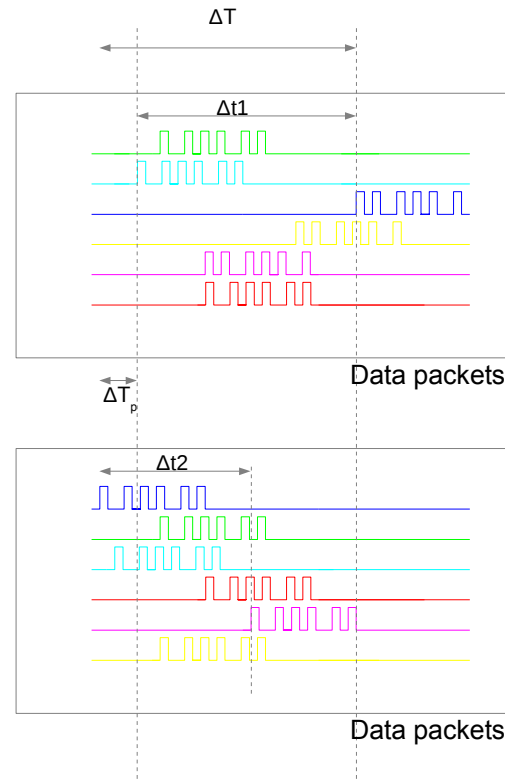 ΔT
Δt1
Data packets
ΔTp
Δt2
Data packets